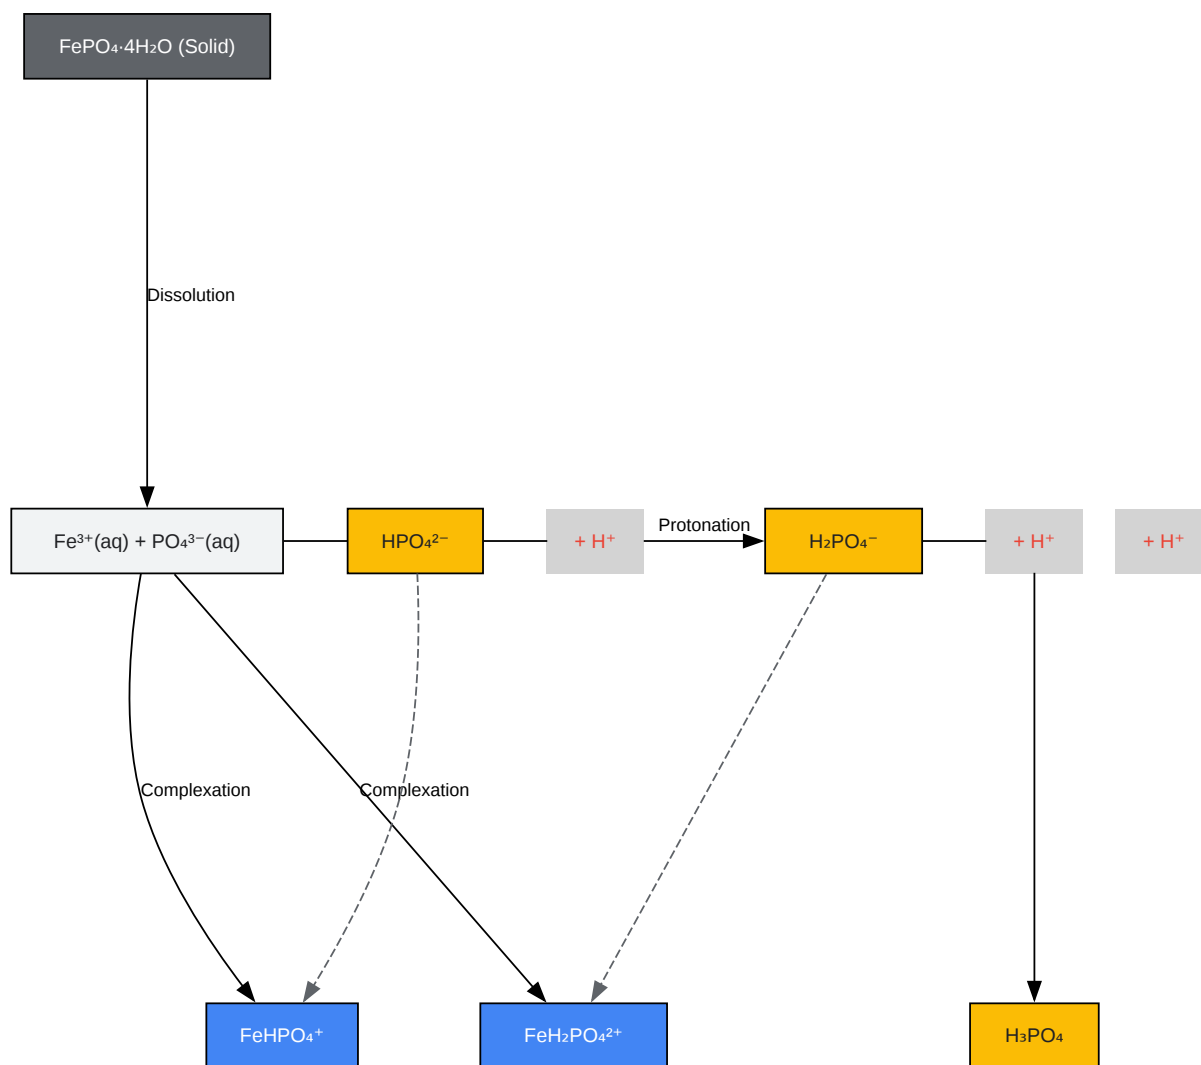 FePO₄·4H₂O (Solid)
Dissolution
Fe³⁺(aq) + PO₄³⁻(aq)
HPO₄²⁻
+ H⁺
Protonation
H₂PO₄⁻
+ H⁺
+ H⁺
Complexation
Complexation
FeHPO₄⁺
FeH₂PO₄²⁺
H₃PO₄